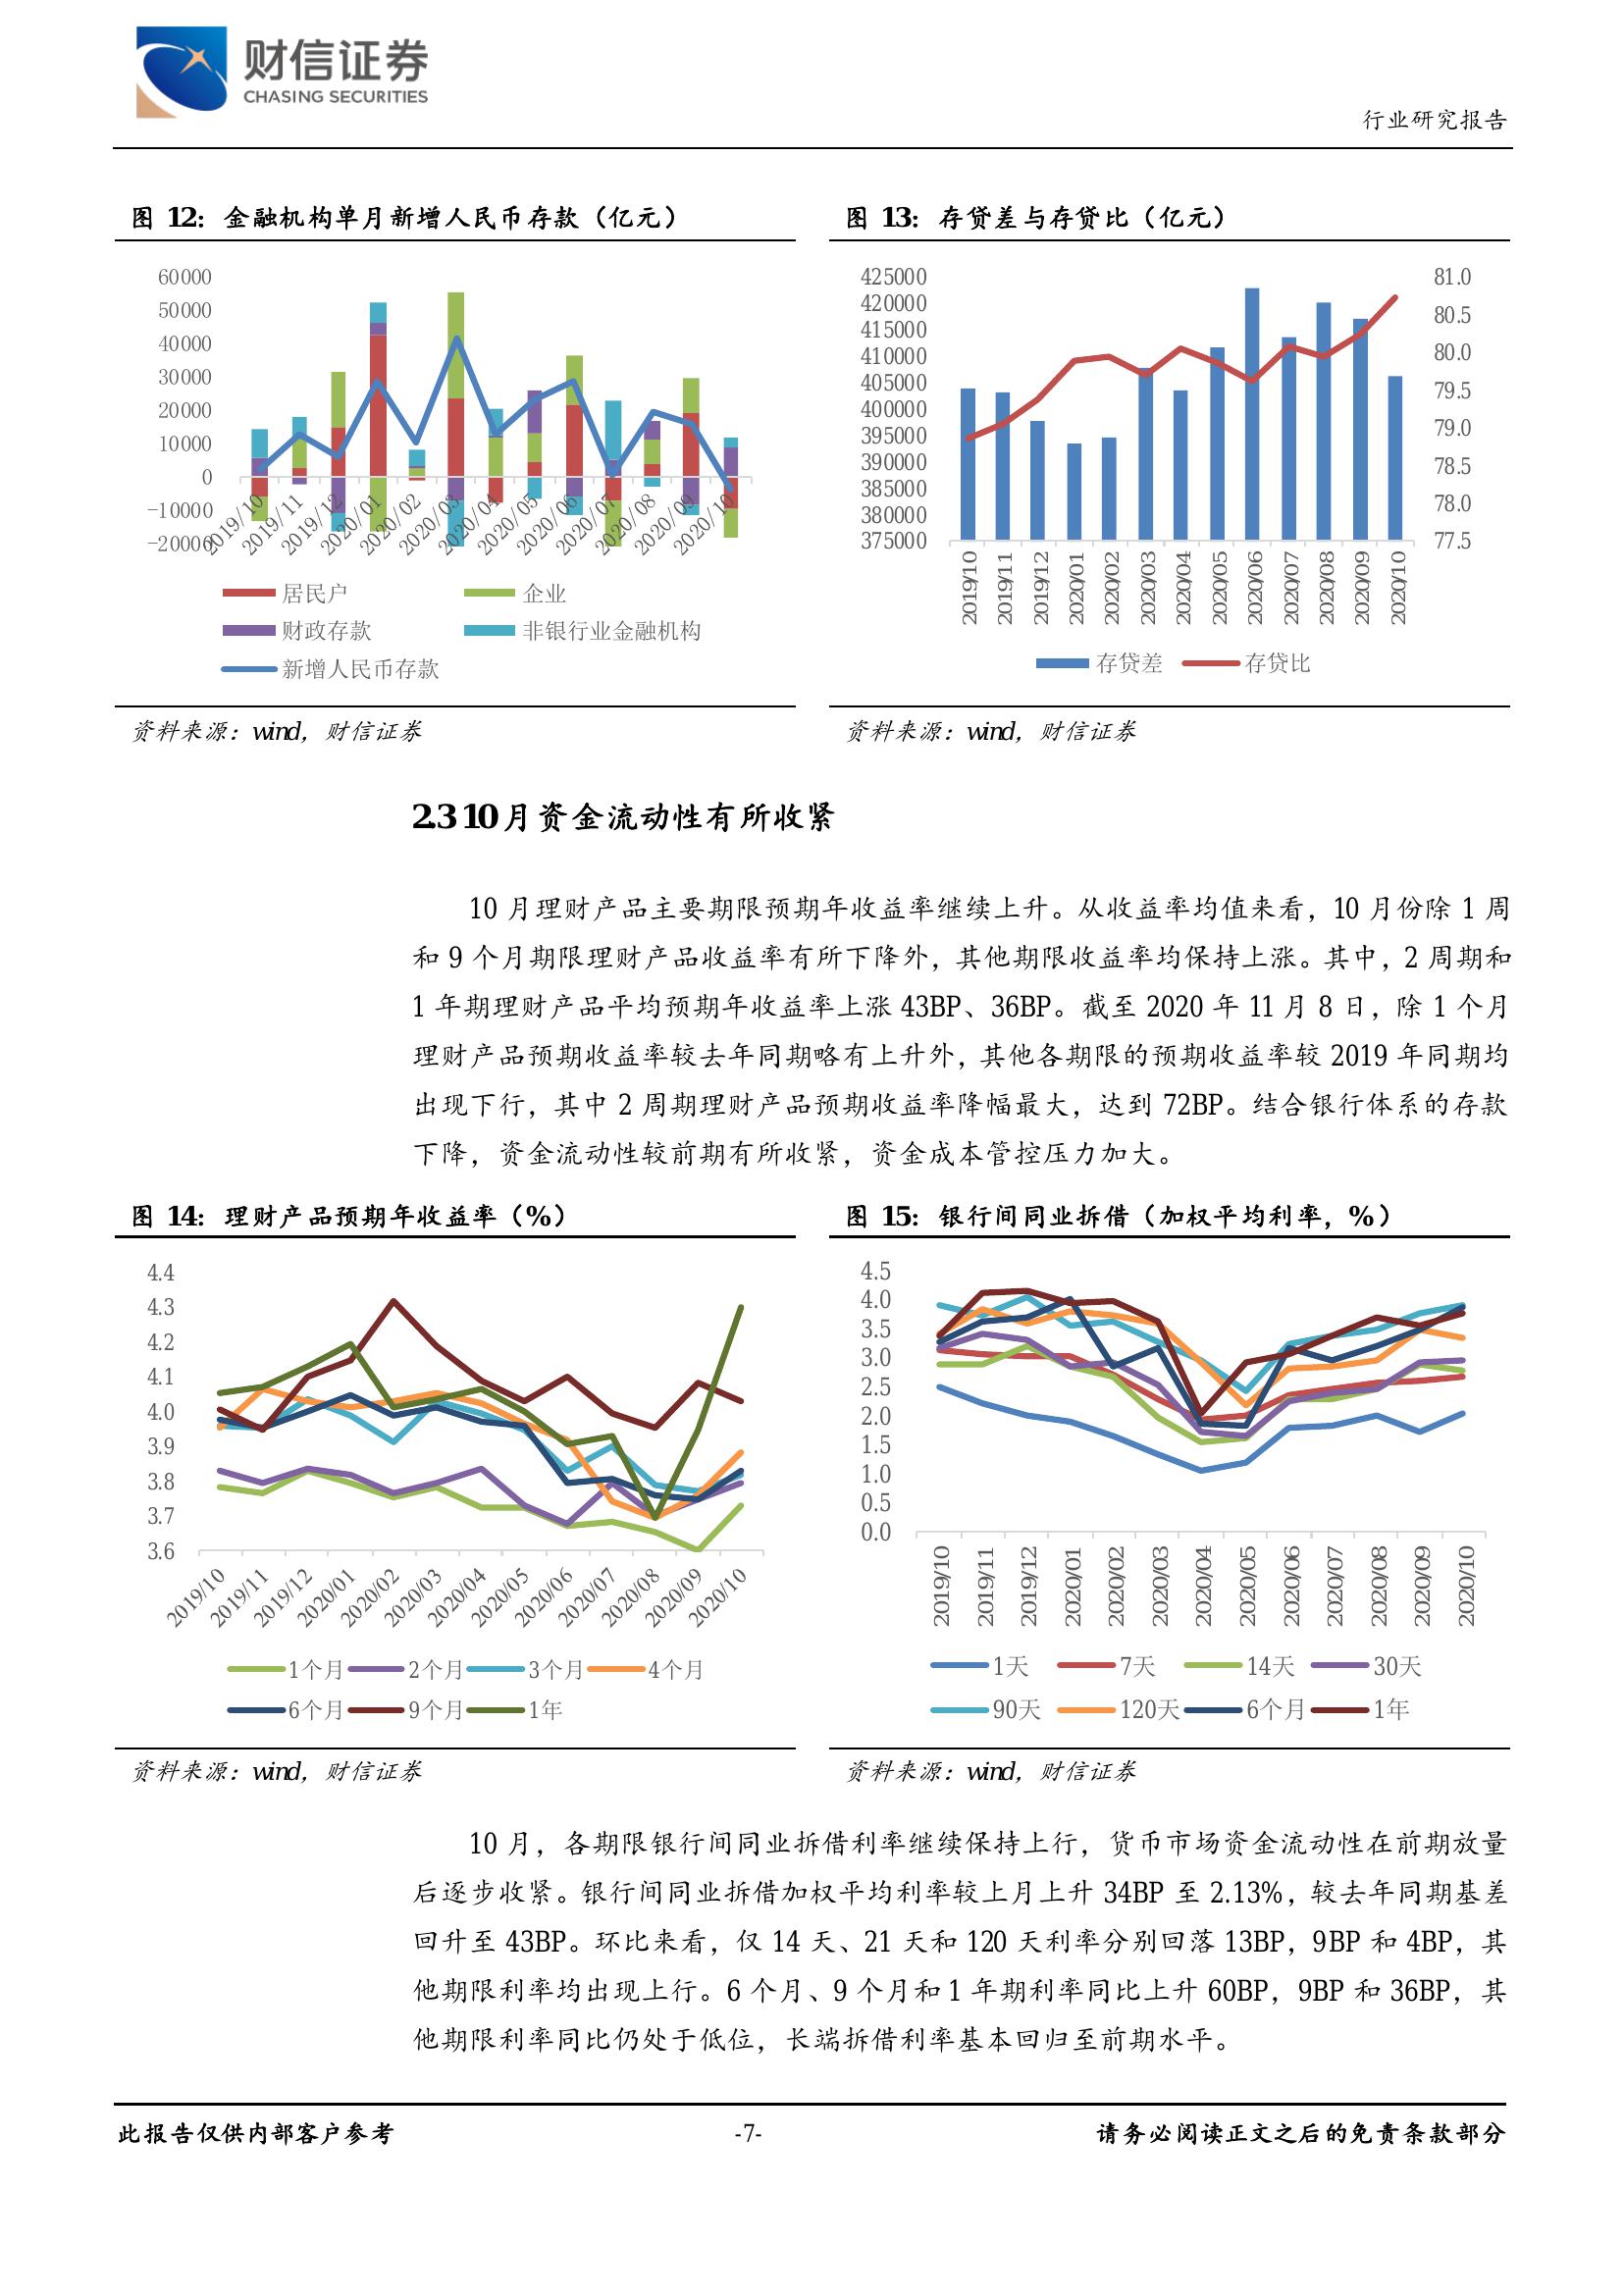 财信证券
CHASING SECURITIES
行业研究报告
图 12：金融机构单月新增人民币存款（亿元）
60000
50000
40000
30000
20000
10000
0
-10000
-20000
2019/10 2019/11 2019/12 2020/01 2020/02 2020/03 2020/04 2020/05 2020/06 2020/07 2020/08 2020/09 2020/10
居民户 企业
财政存款 非银行业金融机构
新增人民币存款
资料来源：wind，财信证券
图 13：存贷差与存贷比（亿元）
425000
420000
415000
410000
405000
400000
395000
390000
385000
380000
375000
81.0
80.5
80.0
79.5
79.0
78.5
78.0
77.5
2019/10 2019/11 2019/12 2020/01 2020/02 2020/03 2020/04 2020/05 2020/06 2020/07 2020/08 2020/09 2020/10
存贷差 存贷比
资料来源：wind，财信证券
2.3 10 月资金流动性有所收紧
10 月理财产品主要期限预期年收益率继续上升。从收益率均值来看，10 月份除 1 周
和 9 个月期限理财产品收益率有所下降外，其他期限收益率均保持上涨。其中，2 周期和
1 年期理财产品平均预期年收益率上涨 43BP、36BP。截至 2020 年 11 月 8 日，除 1 个月
理财产品预期收益率较去年同期略有上升外，其他各期限的预期收益率较 2019 年同期均
出现下行，其中 2 周期理财产品预期收益率降幅最大，达到 72BP。结合银行体系的存款
下降，资金流动性较前期有所收紧，资金成本管控压力加大。
图 14：理财产品预期年收益率（%）
4.4
4.3
4.2
4.1
4.0
3.9
3.8
3.7
3.6
2019/10 2019/11 2019/12 2020/01 2020/02 2020/03 2020/04 2020/05 2020/06 2020/07 2020/08 2020/09 2020/10
1个月 2个月 3个月 4个月
6个月 9个月 1年
资料来源：wind，财信证券
图 15：银行间同业拆借（加权平均利率，%）
4.5
4.0
3.5
3.0
2.5
2.0
1.5
1.0
0.5
0.0
2019/10 2019/11 2019/12 2020/01 2020/02 2020/03 2020/04 2020/05 2020/06 2020/07 2020/08 2020/09 2020/10
1天 7天 14天 30天
90天 120天 6个月 1年
资料来源：wind，财信证券
10 月，各期限银行间同业拆借利率继续保持上行，货币市场资金流动性在前期放量
后逐步收紧。银行间同业拆借加权平均利率较上月上升 34BP 至 2.13%，较去年同期基差
回升至 43BP。环比来看，仅 14 天、21 天和 120 天利率分别回落 13BP，9BP 和 4BP，其
他期限利率均出现上行。6 个月、9 个月和 1 年期利率同比上升 60BP，9BP 和 36BP，其
他期限利率同比仍处于低位，长端拆借利率基本回归至前期水平。
此报告仅供内部客户参考
-7-
请务必阅读正文之后的免责条款部分